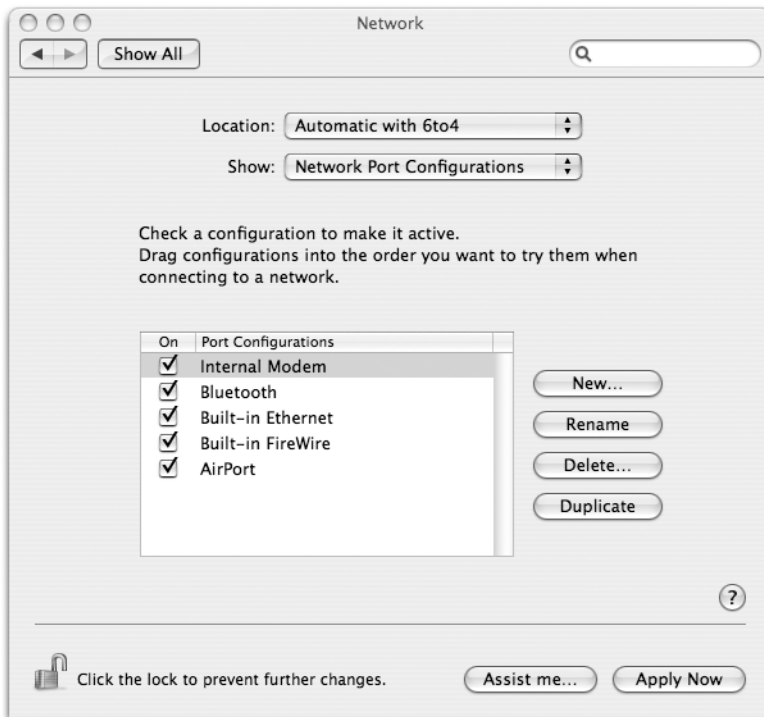 Network
Show All
Location: Automatic with 6to4
Show: Network Port Configurations
Check a configuration to make it active.
Drag configurations into the order you want to try them when
connecting to a network.
On Port Configurations
Internal Modem
Bluetooth
Built-in Ethernet
Built-in FireWire
AirPort
New...
Rename
Delete...
Duplicate
?
Click the lock to prevent further changes.
Assist me...
Apply Now